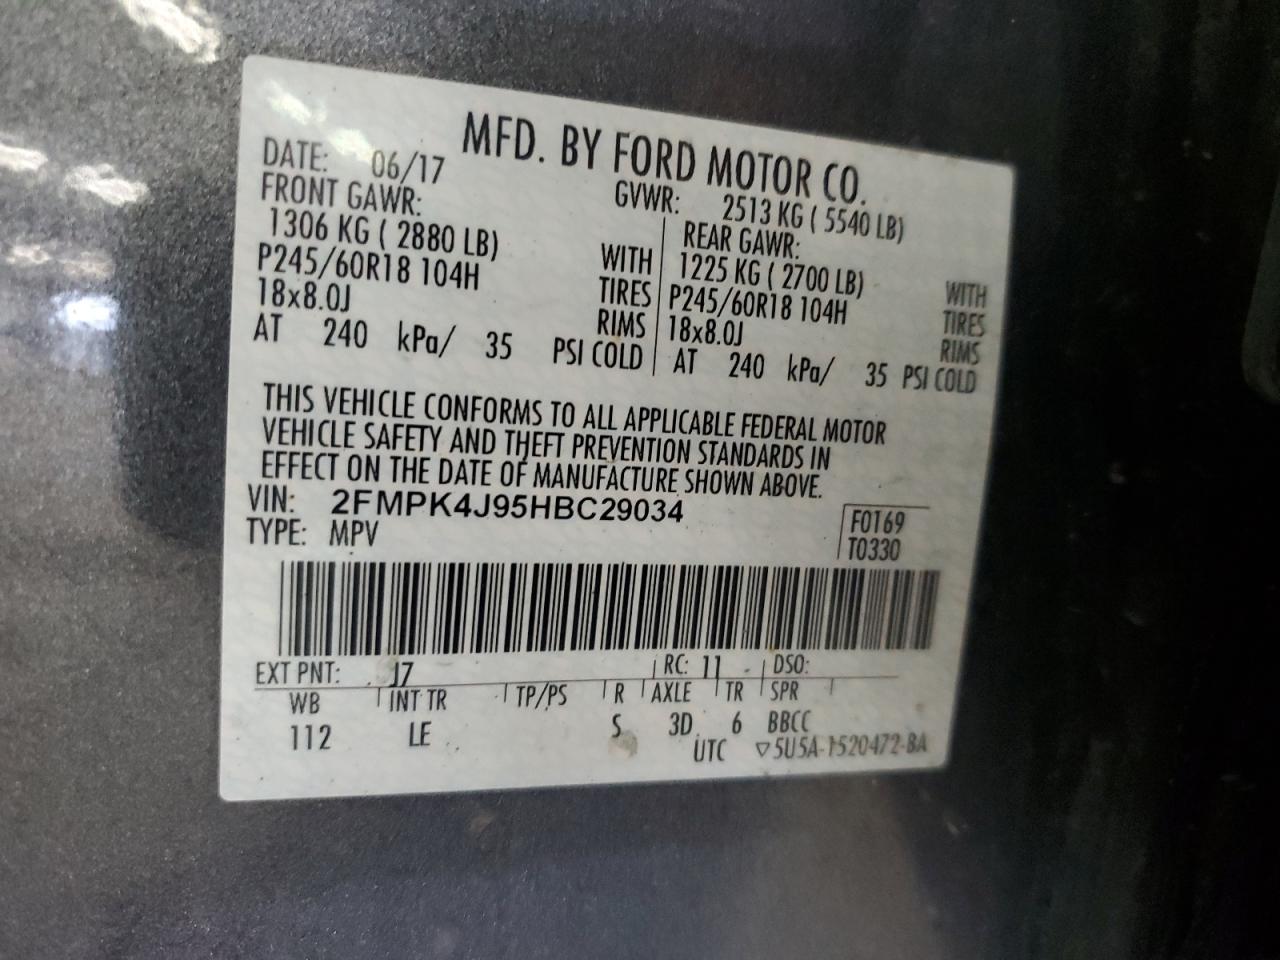 MFD. BY FORD MOTOR CO.
DATE: 06/17 GVWR: 2513 KG ( 5540 LB)
FRONT GAWR: REAR GAWR:
1306 KG ( 2880 LB) WITH 1225 KG ( 2700 LB) WITH
P245/60R18 104H TIRES P245/60R18 104H TIRES
18x8.0J RIMS 18x8.0J RIMS
AT 240 kPa/ 35 PSI COLD AT 240 kPa/ 35 PSI COLD
THIS VEHICLE CONFORMS TO ALL APPLICABLE FEDERAL MOTOR
VEHICLE SAFETY AND THEFT PREVENTION STANDARDS IN
EFFECT ON THE DATE OF MANUFACTURE SHOWN ABOVE.
VIN: 2FMPK4J95HBC29034 F0169
TYPE: MPV T0330
EXT PNT: J7 RC: 11 DSO:
WB INT TR TP/PS R AXLE TR SPR
112 LE S 3D 6 BBCC
UTC ▽5U5A-1520472-BA